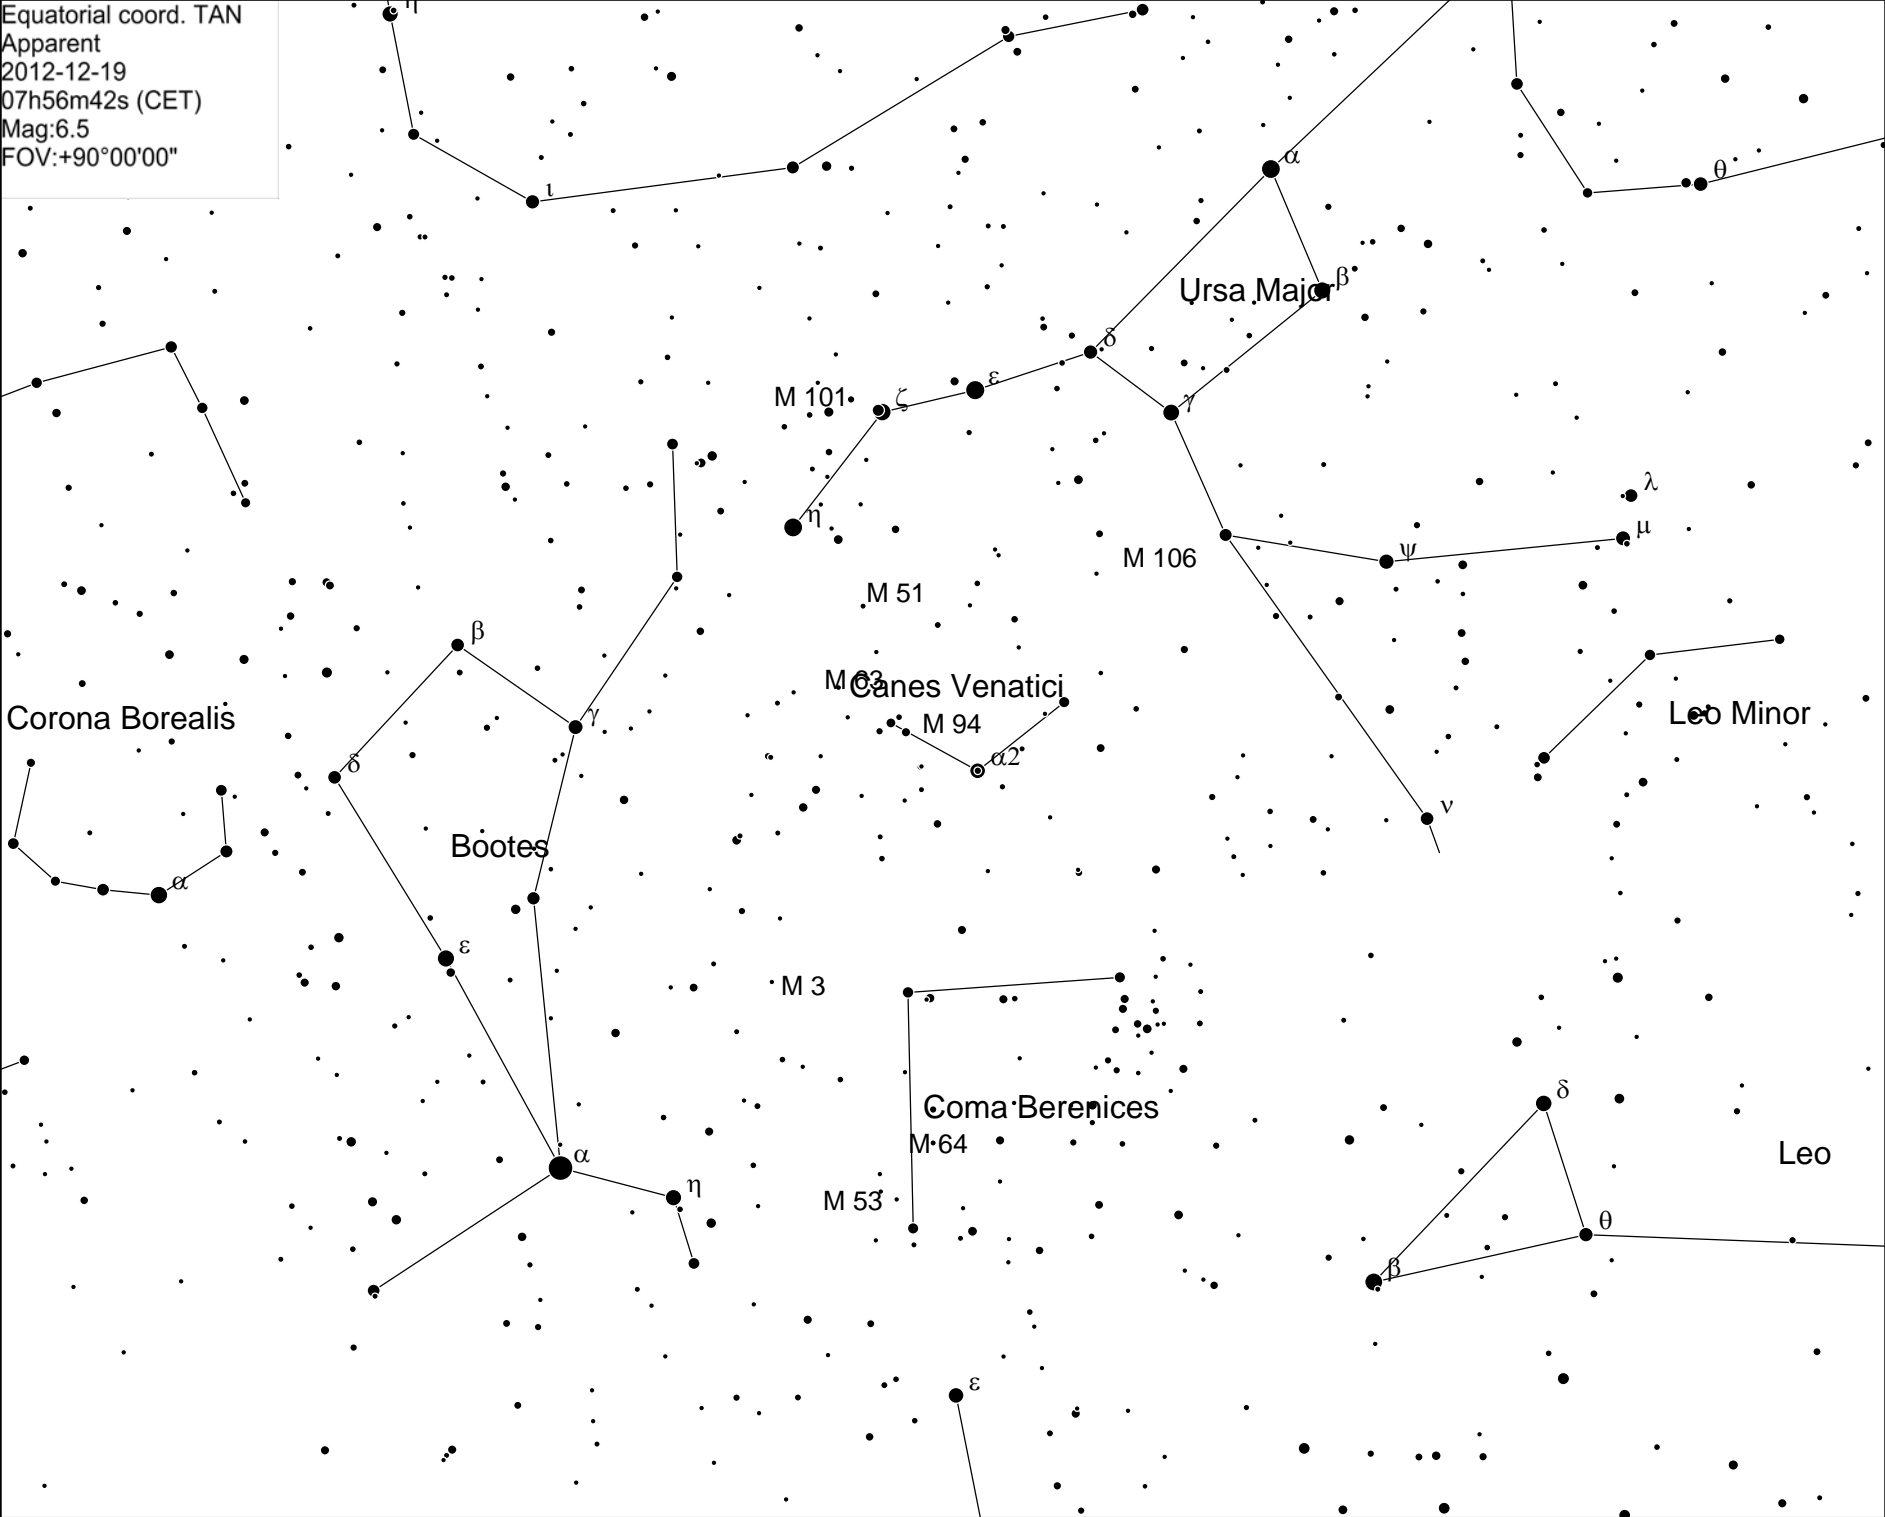 Equatorial coord. TAN
Apparent
2012-12-19
07h56m42s (CET)
Mag:6.5
FOV:+90°00'00"
η
ι
α
θ
Ursa Major
β
δ
ε
M 101
ζ
γ
λ
η
μ
M 106
ψ
M 51
β
M 63
Canes Venatici
Corona Borealis
γ
M 94
Leo Minor
δ
α2
ν
Bootes
α
ε
M 3
δ
Coma Berenices
M 64
Leo
α
η
M 53
θ
β
ε